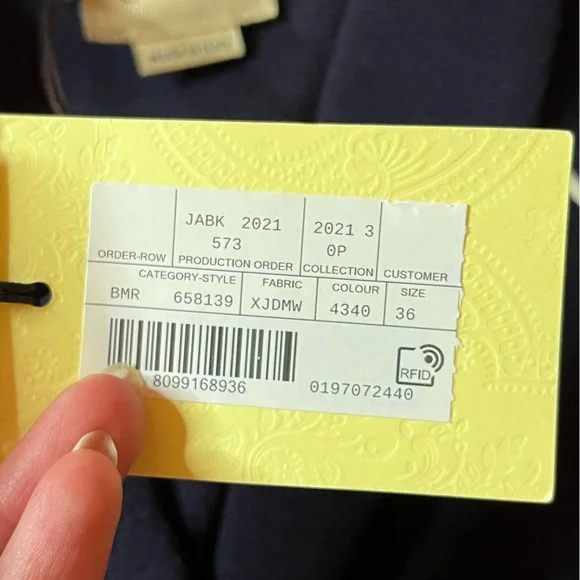 JABK 2021
573
2021 3
0P
ORDER-ROW
PRODUCTION ORDER
COLLECTION
CUSTOMER
CATEGORY-STYLE
FABRIC
COLOUR
SIZE
BMR 658139
XJDMW
4340
36
RFID
8099168936
0197072440